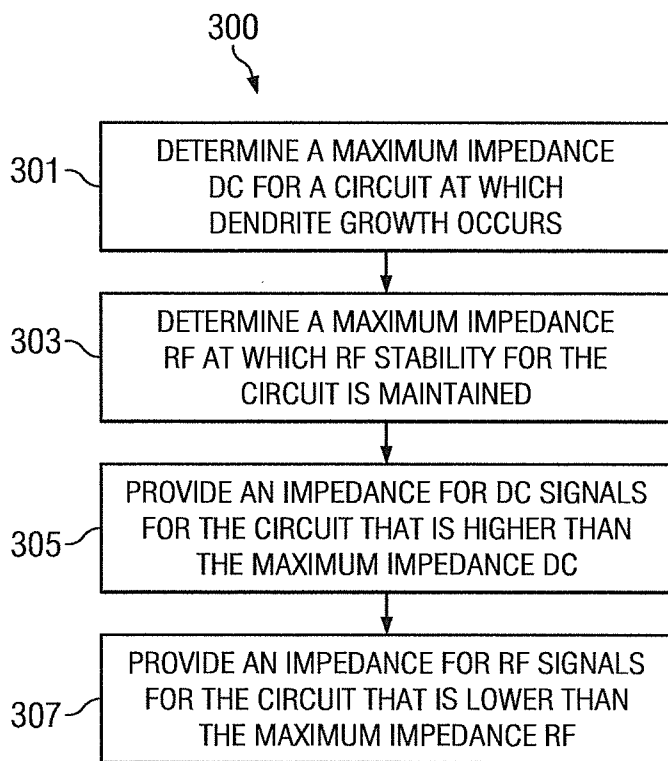 300
301
DETERMINE A MAXIMUM IMPEDANCE
DC FOR A CIRCUIT AT WHICH
DENDRITE GROWTH OCCURS
303
DETERMINE A MAXIMUM IMPEDANCE
RF AT WHICH RF STABILITY FOR THE
CIRCUIT IS MAINTAINED
305
PROVIDE AN IMPEDANCE FOR DC SIGNALS
FOR THE CIRCUIT THAT IS HIGHER THAN
THE MAXIMUM IMPEDANCE DC
307
PROVIDE AN IMPEDANCE FOR RF SIGNALS
FOR THE CIRCUIT THAT IS LOWER THAN
THE MAXIMUM IMPEDANCE RF